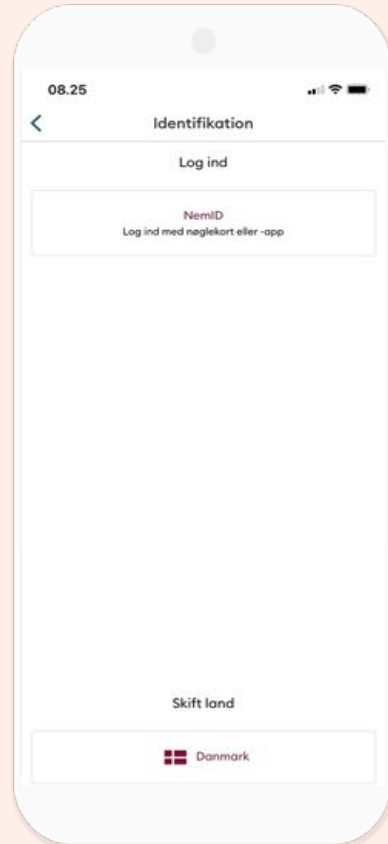 08.25
Identifikation
Log ind
NemID
Log ind med nøglekort eller -app
Skift land
Danmark